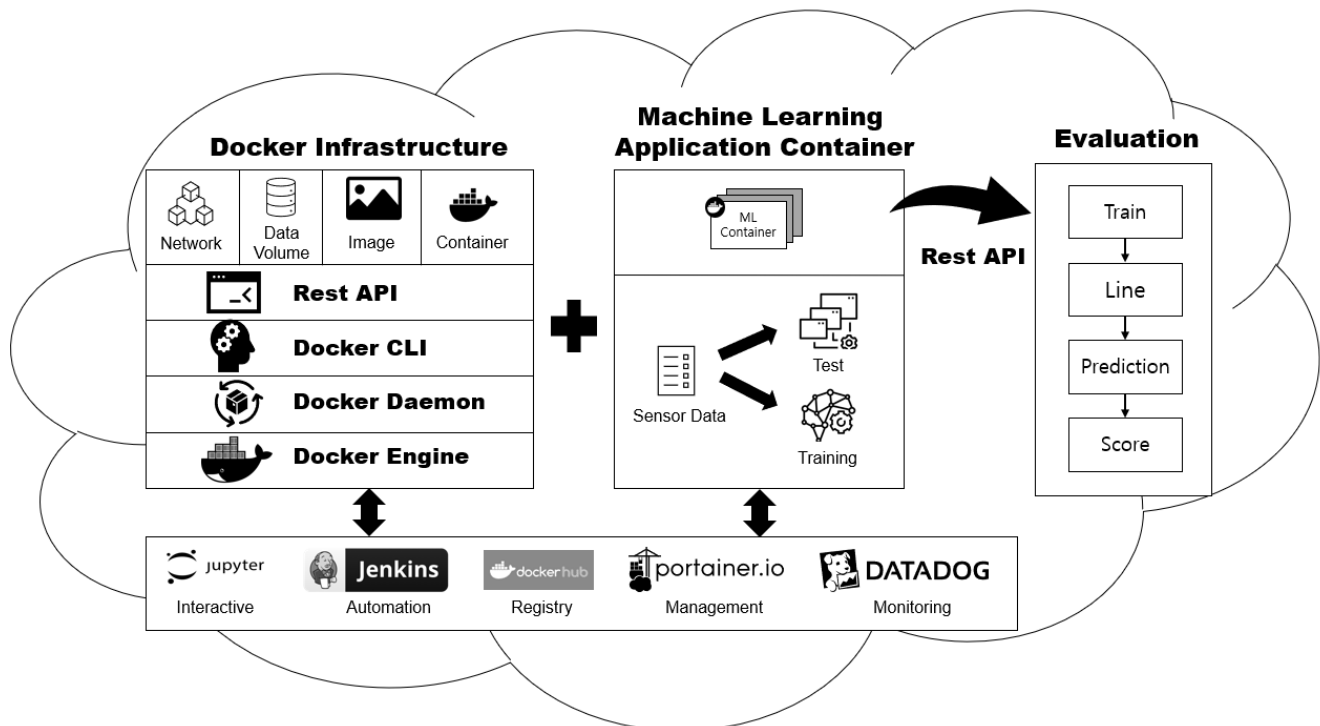 Docker Infrastructure
Network
Data
Volume
Image
Container
Rest API
Docker CLI
Docker Daemon
Docker Engine
Machine Learning
Application Container
ML
Container
Sensor Data
Test
Training
Rest API
Evaluation
Train
Line
Prediction
Score
Jupyter
Interactive
Jenkins
Automation
dockerhub
Registry
portainer.io
Management
DATADOG
Monitoring